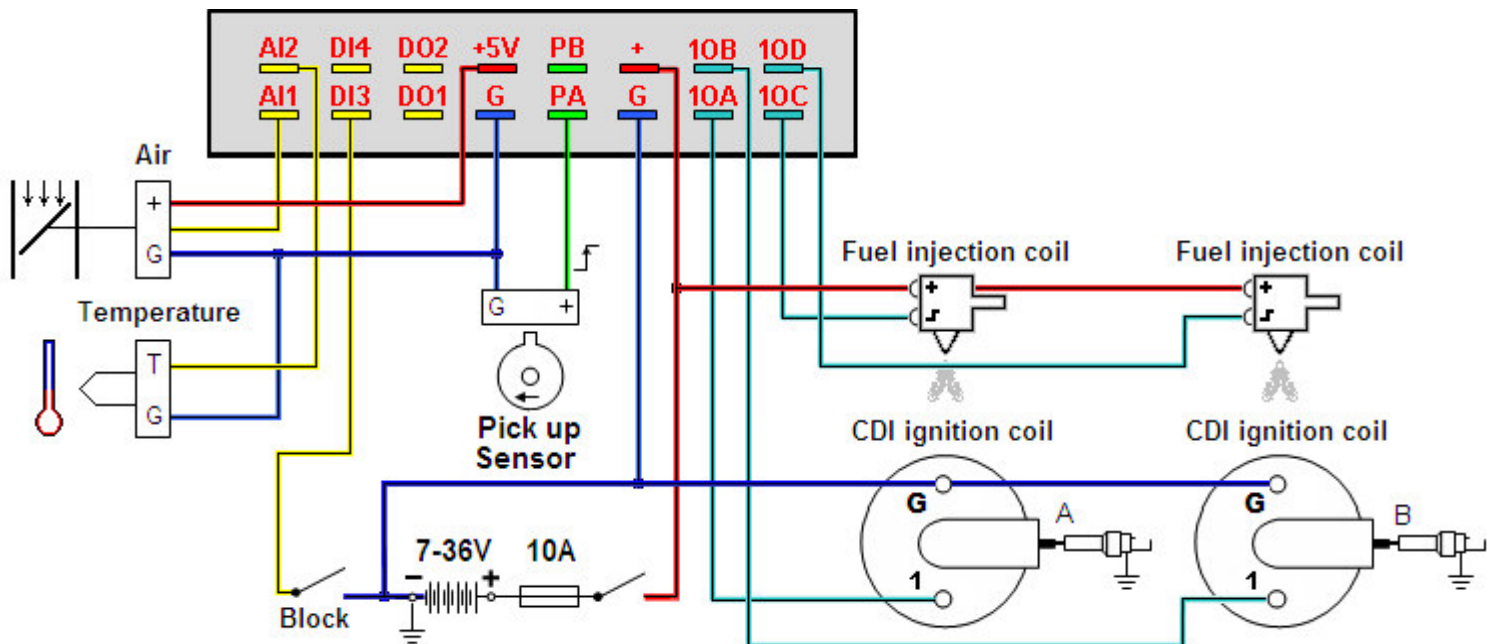 AI2 DI4 DO2 +5V PB + 1OB 1OD
AI1 DI3 DO1 G PA G 1OA 1OC
Air
+
G
Temperature
T
G
G +
Pick up
Sensor
Fuel injection coil Fuel injection coil
+ +
CDI ignition coil CDI ignition coil
G G
A B
1 1
7-36V 10A
- +
Block